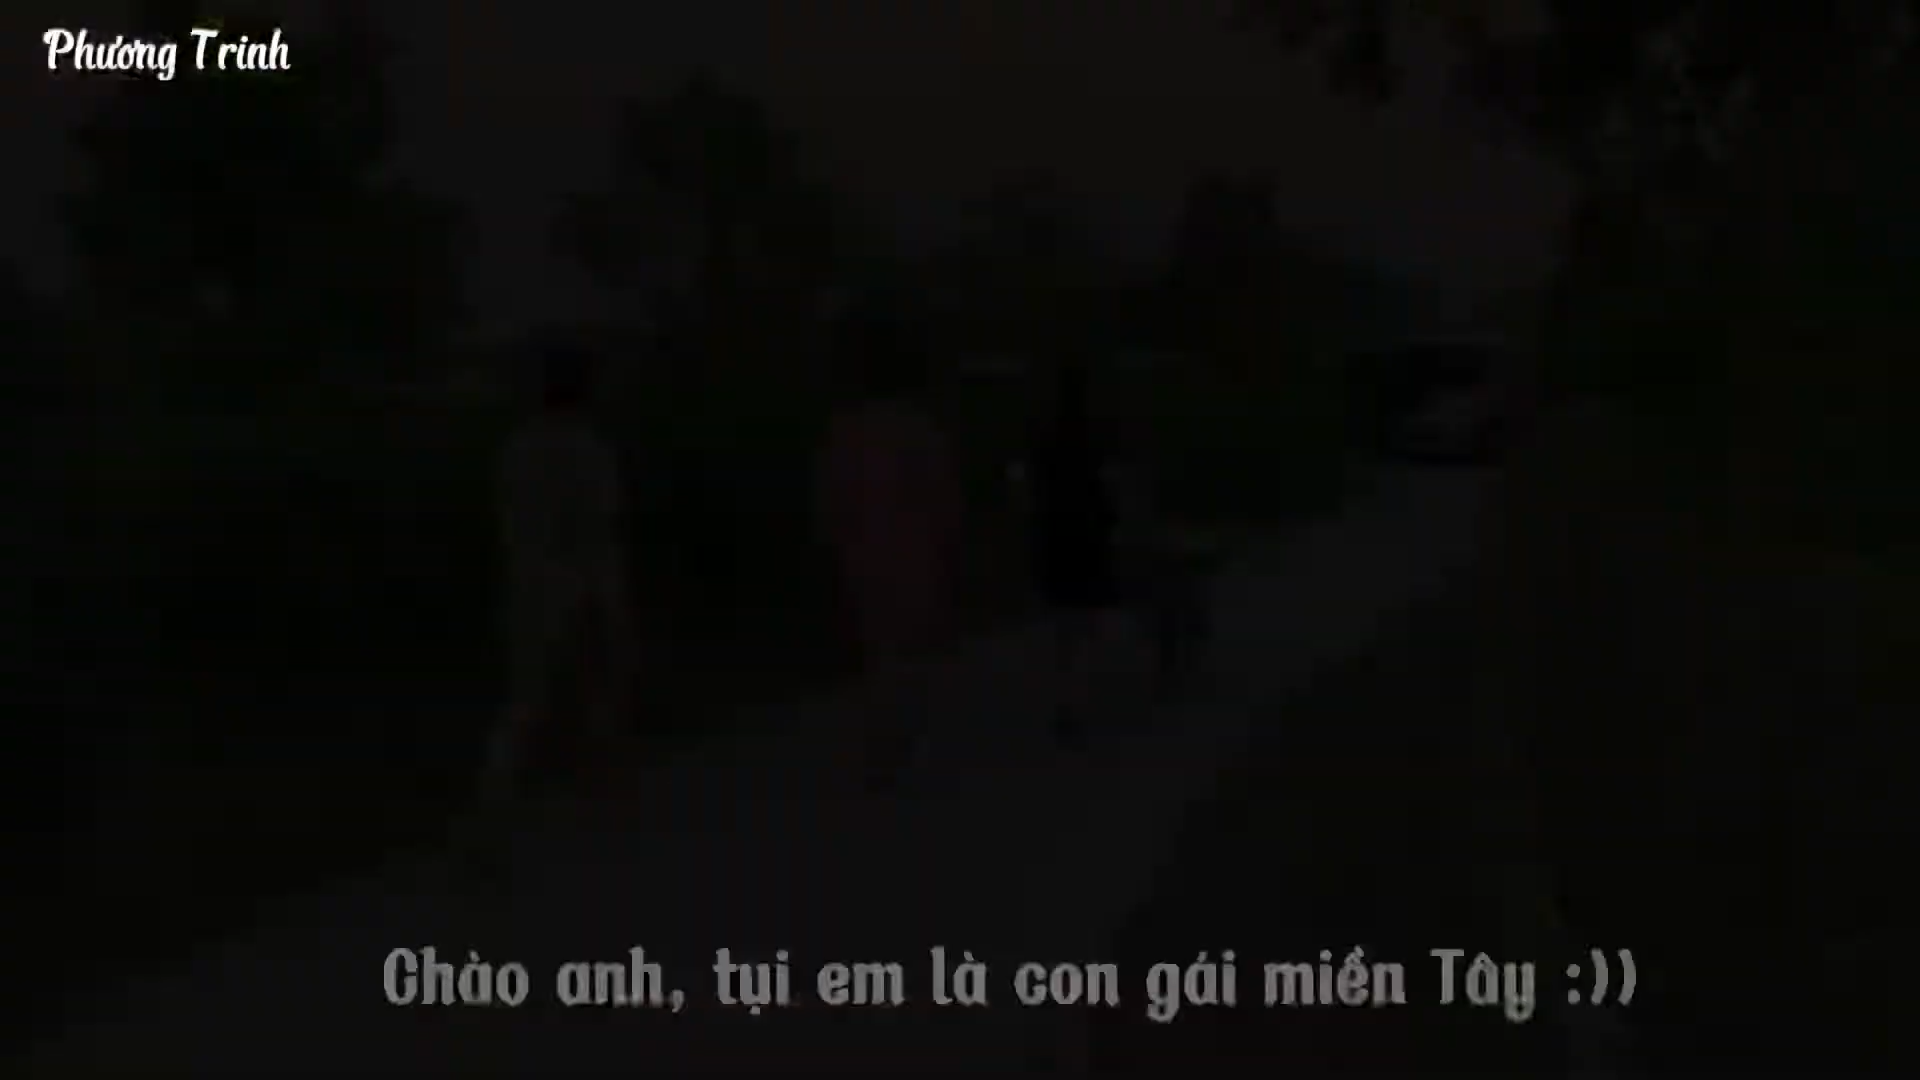 Phương Trinh
Chào anh, tụi em là con gái miền Tây :))